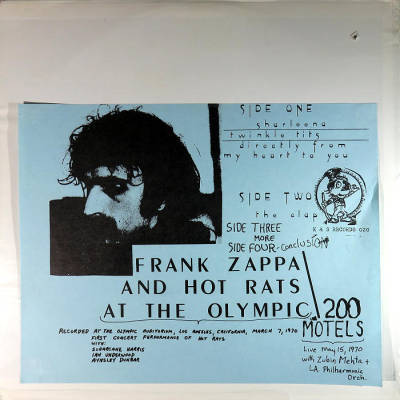 SIDE ONE
sharleena
twinkle tits
directly from
my heart to you
SIDE TWO
the clap
K & S RECORDS 020
SIDE THREE
MORE
SIDE FOUR - conclusion
FRANK ZAPPA
AND HOT RATS
AT THE OLYMPIC / 200
MOTELS
RECORDED AT THE OLYMPIC AUDITORIUM, LOS ANGELES, CALIFORNIA, MARCH 7, 1970
FIRST CONCERT PERFORMANCE OF HOT RATS
WITH:
SUGARCANE HARRIS
IAN UNDERWOOD
AYNSLEY DUNBAR
Live May 15, 1970
with Zubin Mehta +
L.A. Philharmonic
Orch.